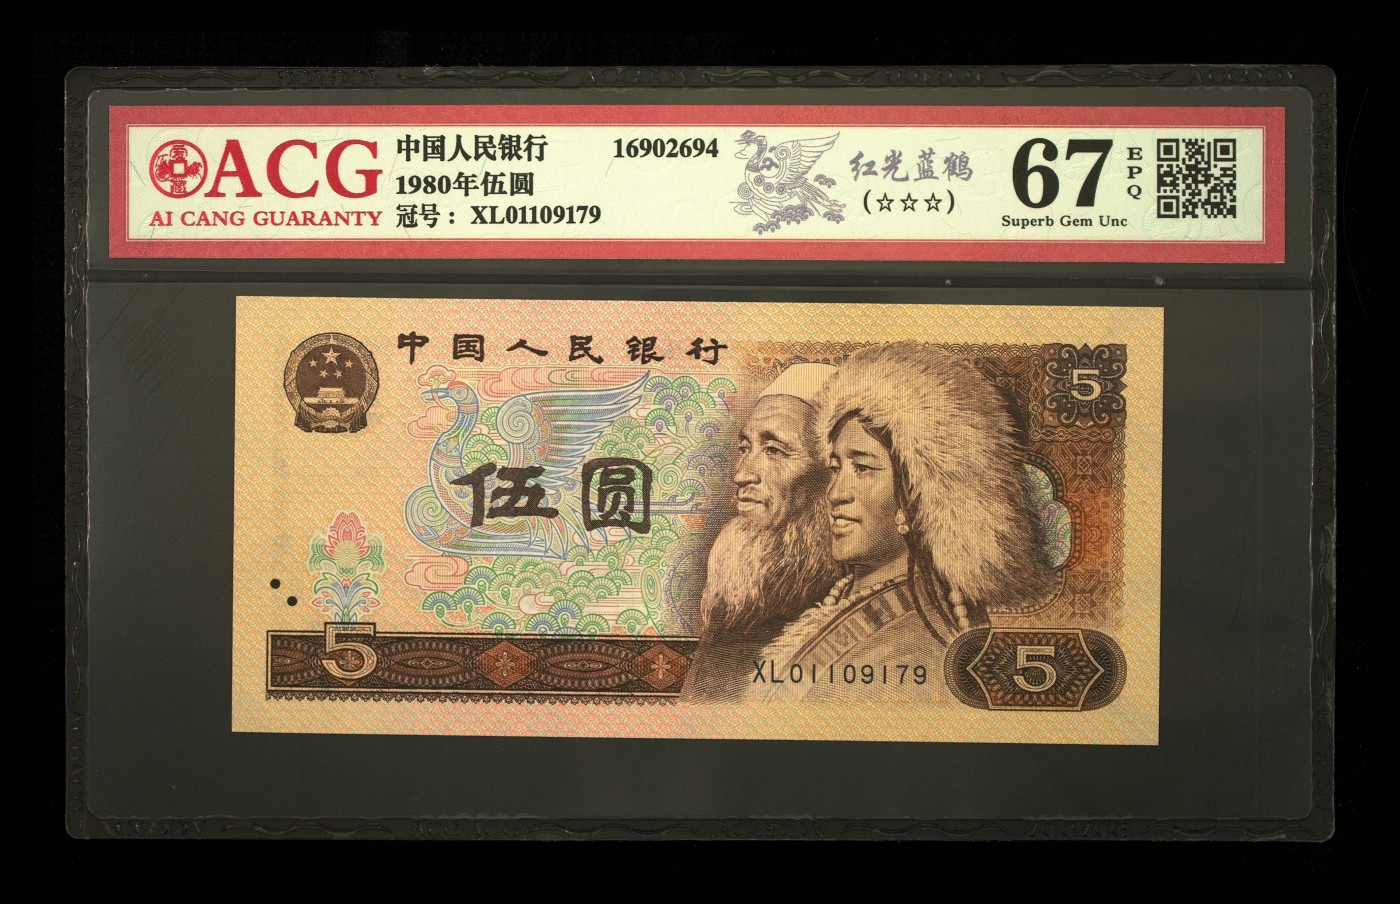 ACG
AI CANG GUARANTY
中国人民银行
1980年伍圆
冠号： XL01109179
16902694
红光蓝鹤
(☆☆☆)
67
EPQ
Superb Gem Unc
中国人民银行
5
伍圆
5
XL01109179
5